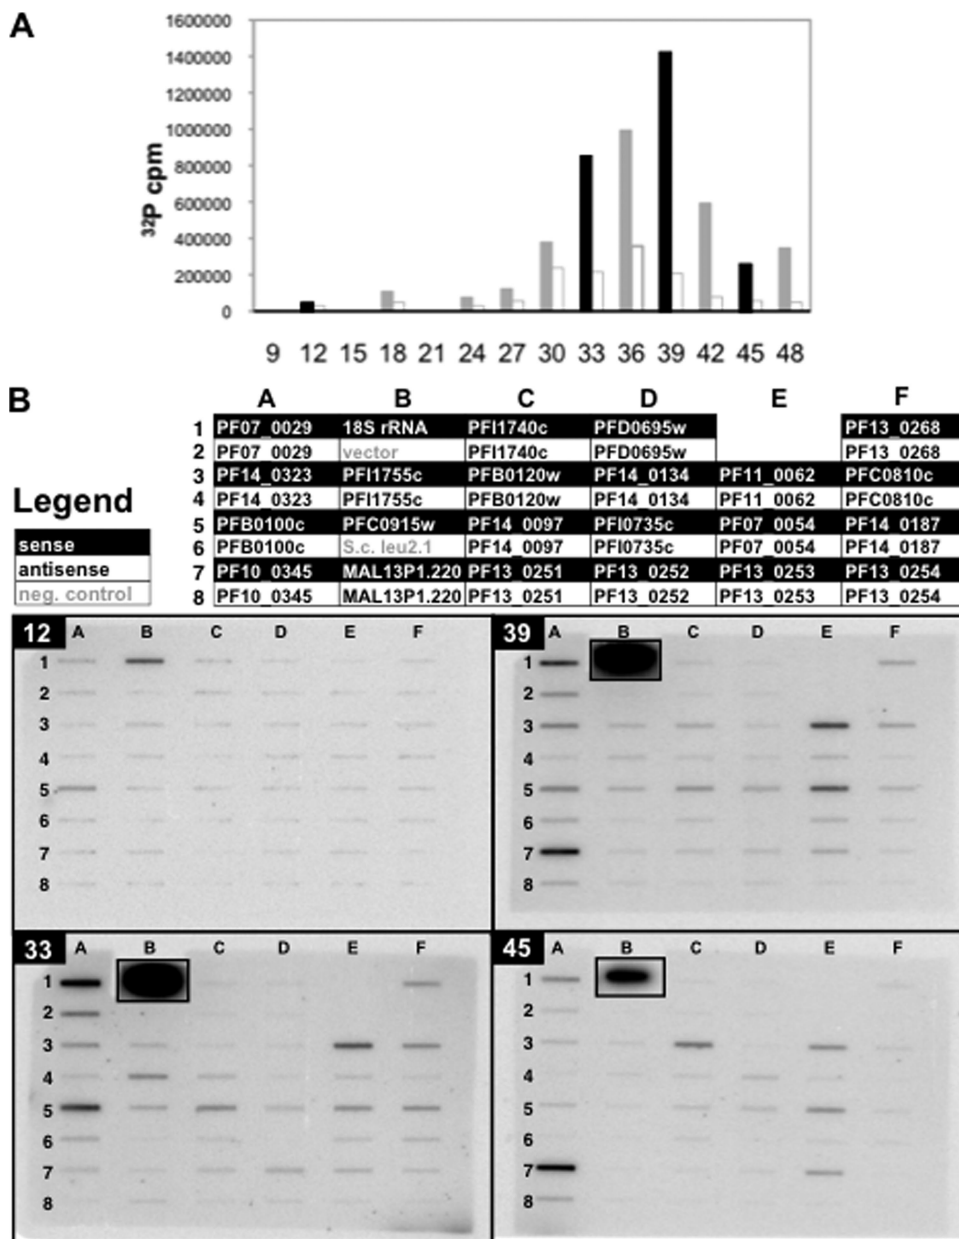 A
1600000
1400000
1200000
1000000
800000
600000
400000
200000
0
32P cpm
9 12 15 18 21 24 27 30 33 36 39 42 45 48
B
A B C D E F
1 PF07_0029 18S rRNA PFI1740c PFD0695w PF13_0268
2 PF07_0029 vector PFI1740c PFD0695w PF13_0268
3 PF14_0323 PFI1755c PFB0120w PF14_0134 PF11_0062 PFC0810c
4 PF14_0323 PFI1755c PFB0120w PF14_0134 PF11_0062 PFC0810c
5 PFB0100c PFC0915w PF14_0097 PFI0735c PF07_0054 PF14_0187
6 PFB0100c S.c. leu2.1 PF14_0097 PFI0735c PF07_0054 PF14_0187
7 PF10_0345 MAL13P1.220 PF13_0251 PF13_0252 PF13_0253 PF13_0254
8 PF10_0345 MAL13P1.220 PF13_0251 PF13_0252 PF13_0253 PF13_0254
Legend
sense
antisense
neg. control
12 A B C D E F
1
2
3
4
5
6
7
8
39 A B C D E F
1
2
3
4
5
6
7
8
33 A B C D E F
1
2
3
4
5
6
7
8
45 A B C D E F
1
2
3
4
5
6
7
8